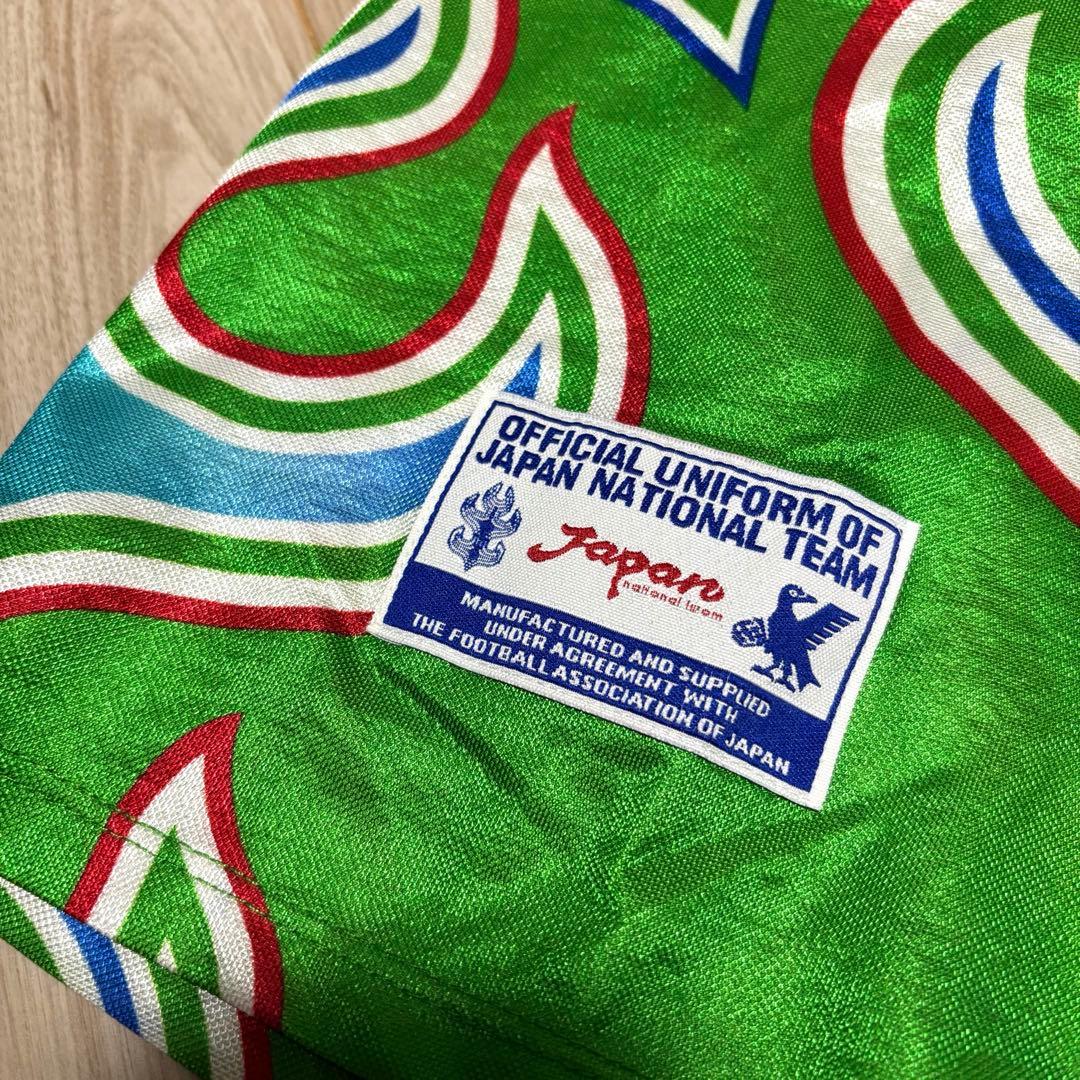 OFFICIAL UNIFORM OF
JAPAN NATIONAL TEAM
Japan
national team
MANUFACTURED AND SUPPLIED
UNDER AGREEMENT WITH
THE FOOTBALL ASSOCIATION OF JAPAN